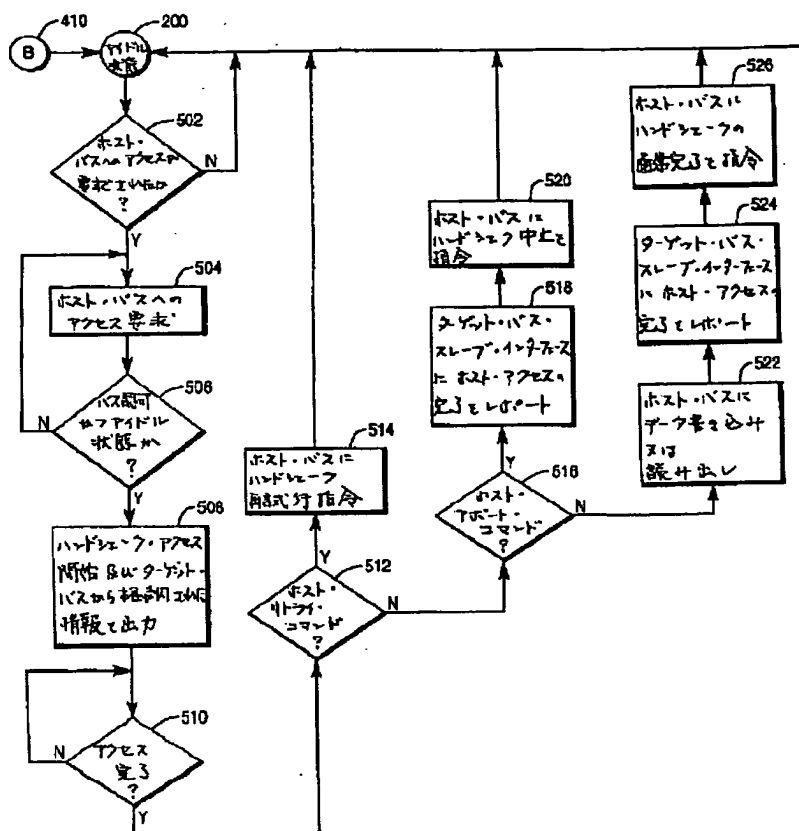 410
B
200
アイドル
状態
502
ホスト・
バスへのアクセスが
要求されたか
?
N
Y
504
ホスト・バスへの
アクセス要求
506
バス認可
かつアイドル
状態か
?
N
Y
508
ハンドシェーク・アクセス
開始及びターゲット・
バスから格納された
情報を出力
510
アクセス
完了
?
N
Y
512
ホスト・
リトライ・
コマンド
?
Y
N
514
ホスト・バスに
ハンドシェーク
再試行指令
516
ホスト・
アボート・
コマンド
?
Y
N
518
ターゲット・バス・
スレーブ・インターフェース
にホスト・アクセスの
完了をレポート
520
ホスト・バスに
ハンドシェーク中止を
指令
522
ホスト・バスに
データ書き込み
又は
読み出し
524
ターゲット・バス・
スレーブ・インターフェース
にホスト・アクセスの
完了をレポート
526
ホスト・バスに
ハンドシェークの
完了を指令